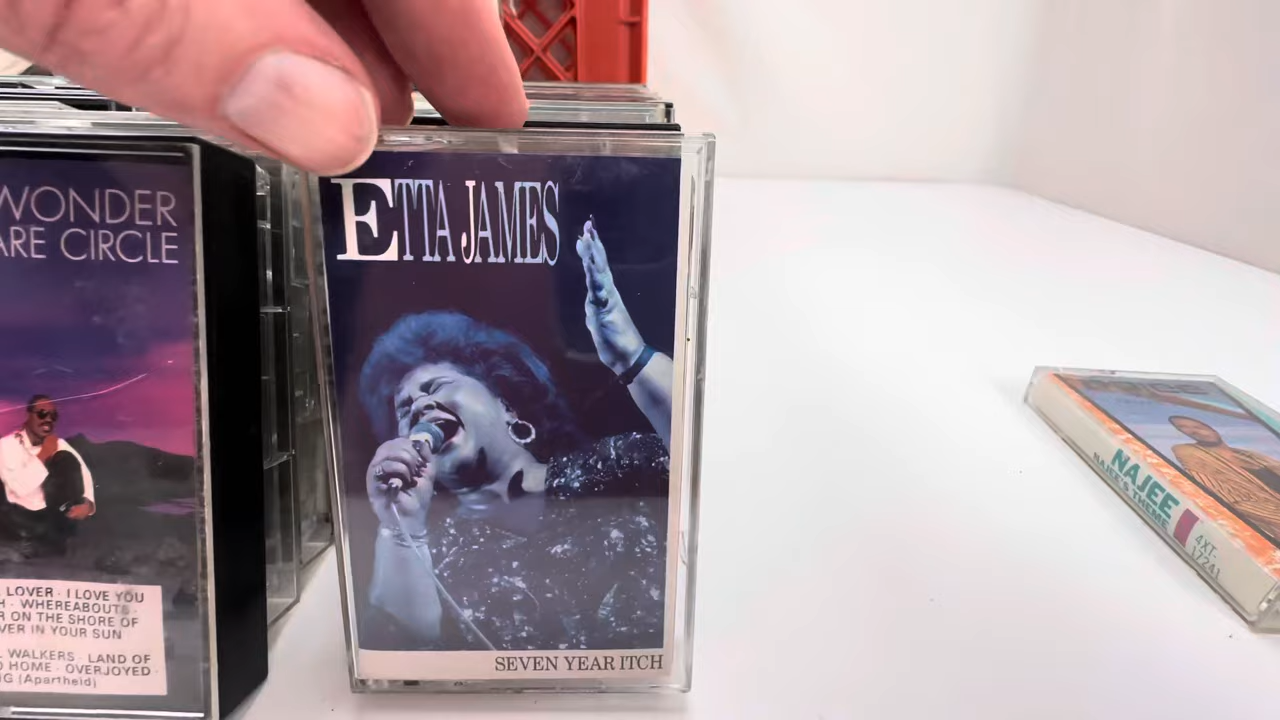 WONDER
ARE CIRCLE
LOVER · I LOVE YOU
H · WHEREABOUTS ·
R ON THE SHORE OF
VER IN YOUR SUN
L WALKERS · LAND OF
O HOME · OVERJOYED ·
NG (Apartheid)
ETTA JAMES
SEVEN YEAR ITCH
NAJEE
NAJEE'S THEME
4XT-
17241